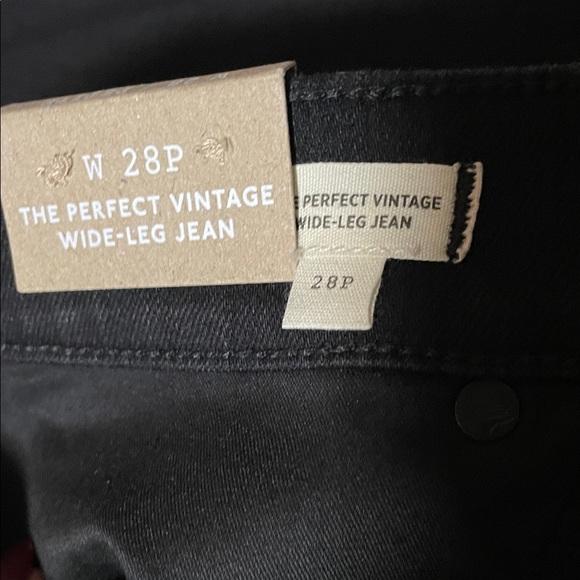 W 28P
THE PERFECT VINTAGE
WIDE-LEG JEAN
PERFECT VINTAGE
WIDE-LEG JEAN
28P